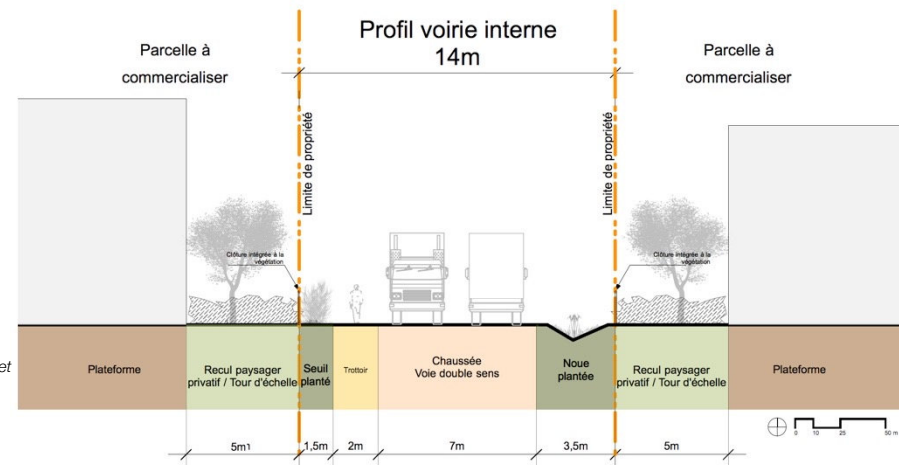 Profil voirie interne
14m
Parcelle à
commercialiser
Parcelle à
commercialiser
Limite de propriété
Limite de propriété
Clôture intégrée à la
végétation
Clôture intégrée à la
végétation
et
Plateforme
Recul paysager
privatif / Tour d'échelle
Seuil
planté
Trottoir
Chaussée
Voie double sens
Noue
plantée
Recul paysager
privatif / Tour d'échelle
Plateforme
5m1
1,5m
2m
7m
3,5m
5m
0 10 25 50 m